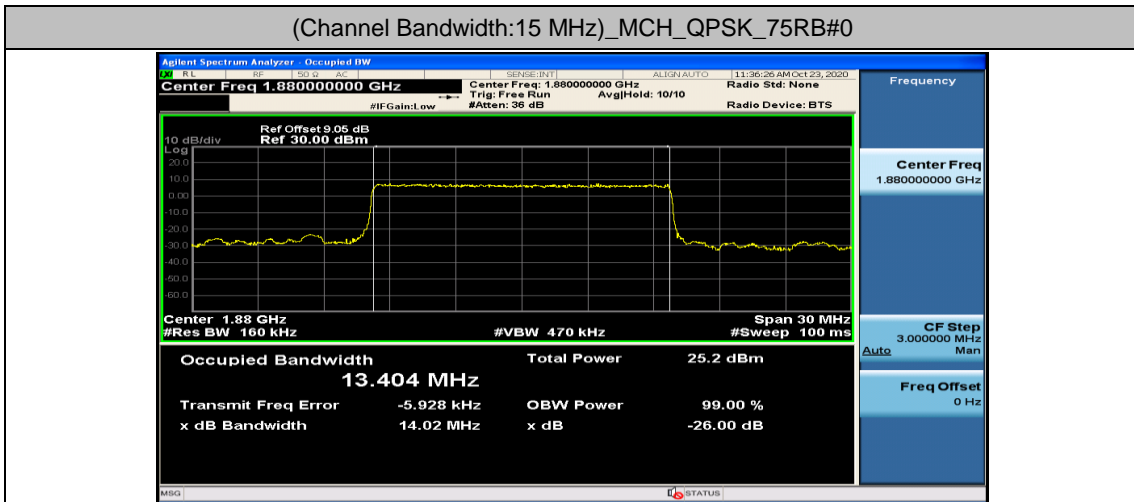 (Channel Bandwidth:15 MHz)_MCH_QPSK_75RB#0
Agilent Spectrum Analyzer - Occupied BW
LXI RL RF 50 Ω AC SENSE:INT ALIGN AUTO 11:36:26 AM Oct 23, 2020
Center Freq 1.880000000 GHz
Center Freq: 1.880000000 GHz Radio Std: None
Trig: Free Run Avg|Hold: 10/10
#IFGain:Low #Atten: 36 dB Radio Device: BTS
Ref Offset 9.05 dB
10 dB/div Ref 30.00 dBm
Log
20.0
10.0
0.00
-10.0
-20.0
-30.0
-40.0
-50.0
-60.0
Center 1.88 GHz Span 30 MHz
#Res BW 160 kHz #VBW 470 kHz #Sweep 100 ms
Occupied Bandwidth Total Power 25.2 dBm
13.404 MHz
Transmit Freq Error -5.928 kHz OBW Power 99.00 %
x dB Bandwidth 14.02 MHz x dB -26.00 dB
MSG STATUS
Frequency
Center Freq
1.880000000 GHz
CF Step
3.000000 MHz
Auto Man
Freq Offset
0 Hz